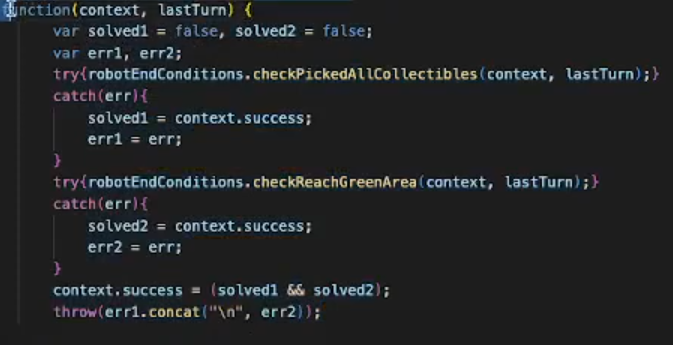 function(context, lastTurn) {
var solved1 = false, solved2 = false;
var err1, err2;
try{robotEndConditions.checkPickedAllCollectibles(context, lastTurn);}
catch(err){
solved1 = context.success;
err1 = err;
}
try{robotEndConditions.checkReachGreenArea(context, lastTurn);}
catch(err){
solved2 = context.success;
err2 = err;
}
context.success = (solved1 && solved2);
throw(err1.concat("\n", err2));